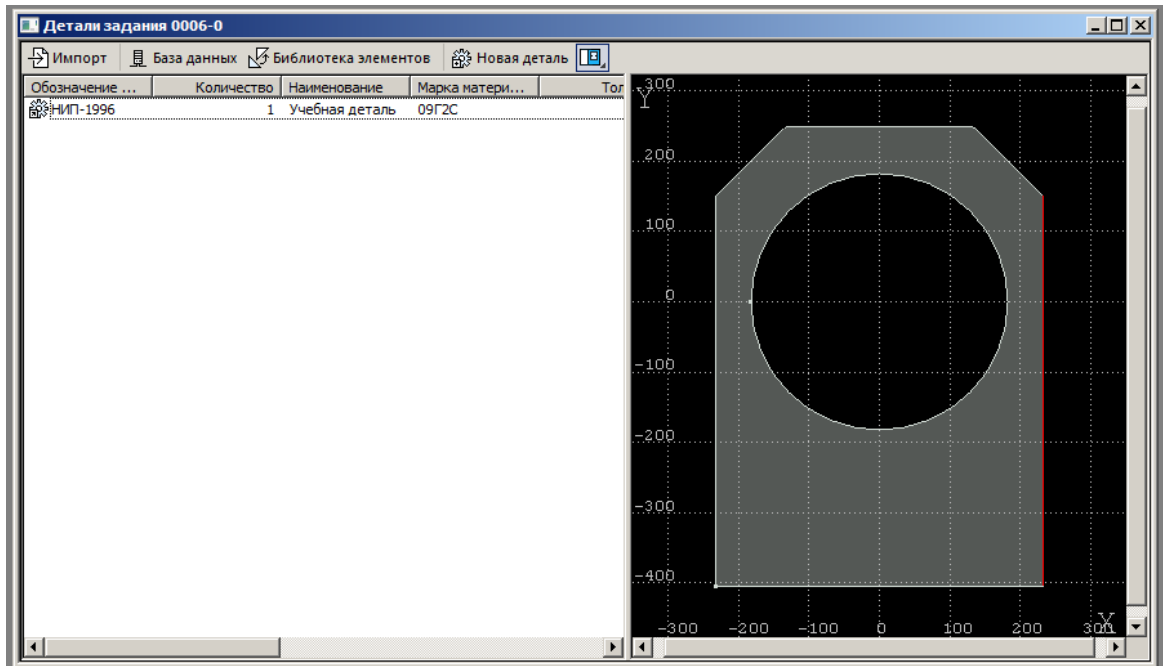 Детали задания 0006-0
Импорт База данных Библиотека элементов Новая деталь
Обозначение ... Количество Наименование Марка матери... Тол
НИП-1996 1 Учебная деталь 09Г2С
Y
300
200
100
0
-100
-200
-300
-400
-300 -200 -100 0 100 200 300
X